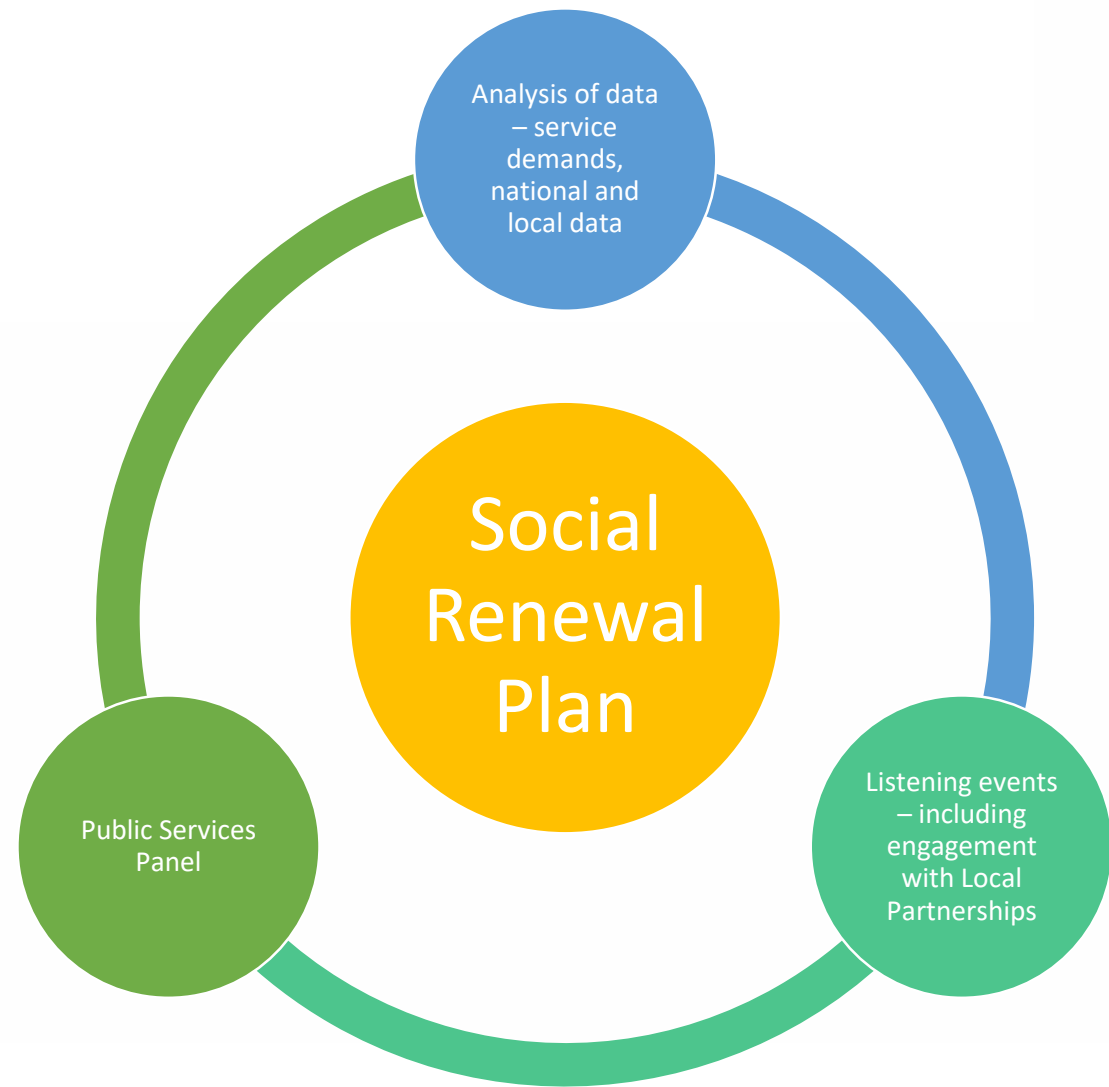 Analysis of data
– service
demands,
national and
local data
Social
Renewal
Plan
Listening events
– including
engagement
with Local
Partnerships
Public Services
Panel